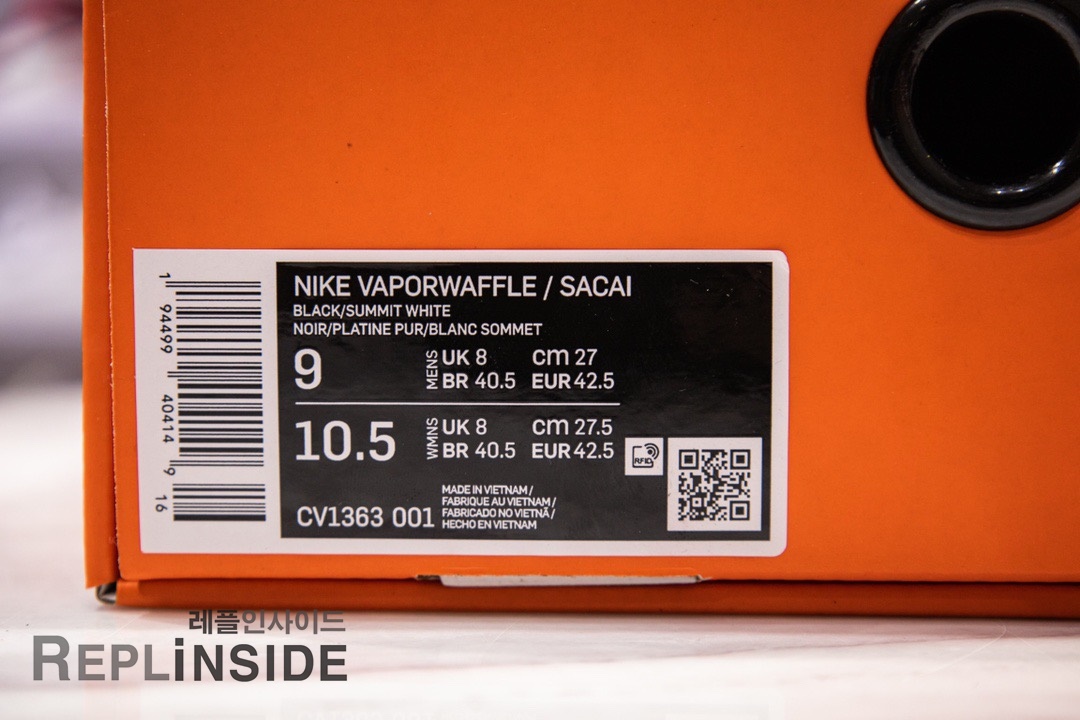 NIKE VAPORWAFFLE / SACAI
BLACK/SUMMIT WHITE
NOIR/PLATINE PUR/BLANC SOMMET
9 MENS UK 8 cm 27
BR 40.5 EUR 42.5
10.5 WMNS UK 8 cm 27.5
BR 40.5 EUR 42.5
RFID
CV1363 001
MADE IN VIETNAM /
FABRIQUE AU VIETNAM /
FABRICADO NO VIETNÃ /
HECHO EN VIETNAM
1 94499 40414 9 16
레플인사이드
REPLiNSIDE